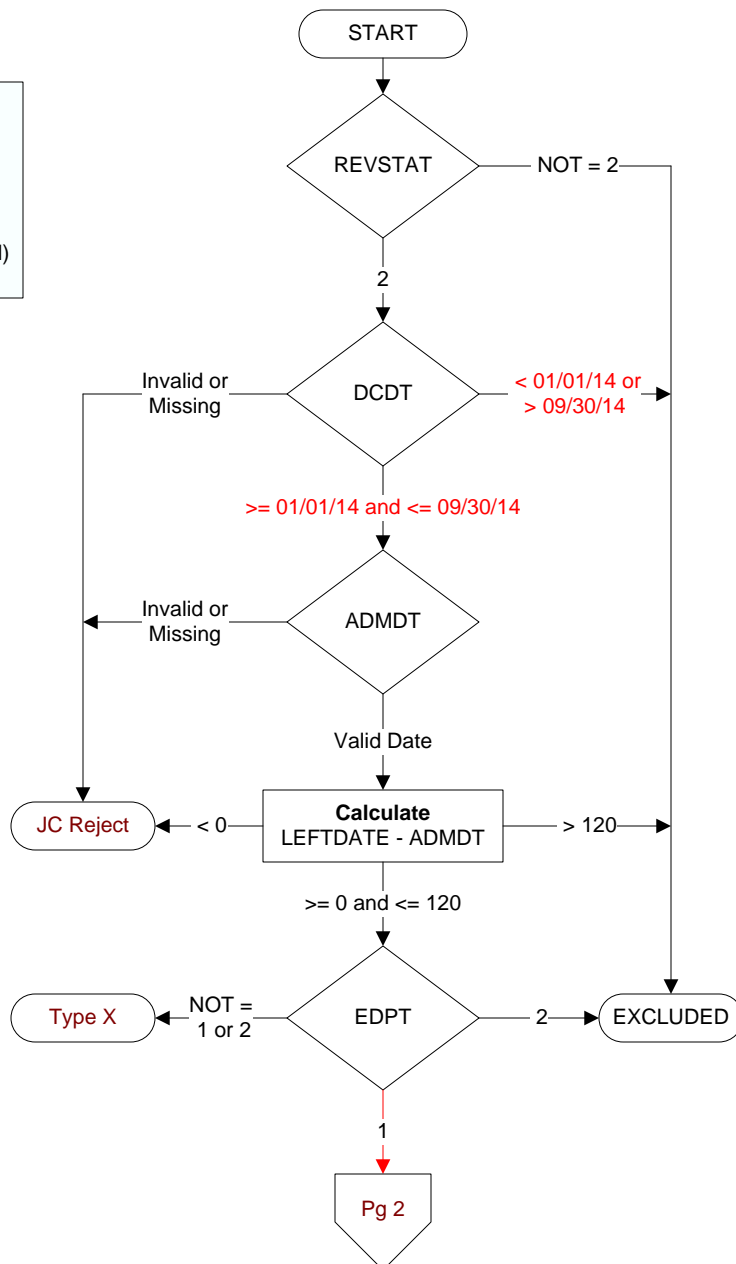 START
REVSTAT
NOT = 2
2
l)
Invalid or
Missing
DCDT
< 01/01/14 or
> 09/30/14
>= 01/01/14 and <= 09/30/14
Invalid or
Missing
ADMDT
Valid Date
JC Reject
< 0
Calculate
LEFTDATE - ADMDT
> 120
>= 0 and <= 120
Type X
NOT =
1 or 2
EDPT
2
EXCLUDED
1
Pg 2